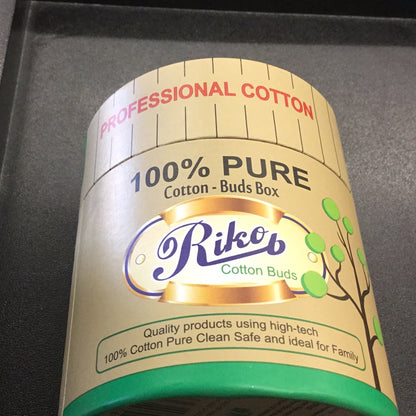 PROFESSIONAL COTTON
100% PURE
Cotton - Buds Box
Rikob
Cotton Buds
Quality products using high-tech
100% Cotton Pure Clean Safe and ideal for Family